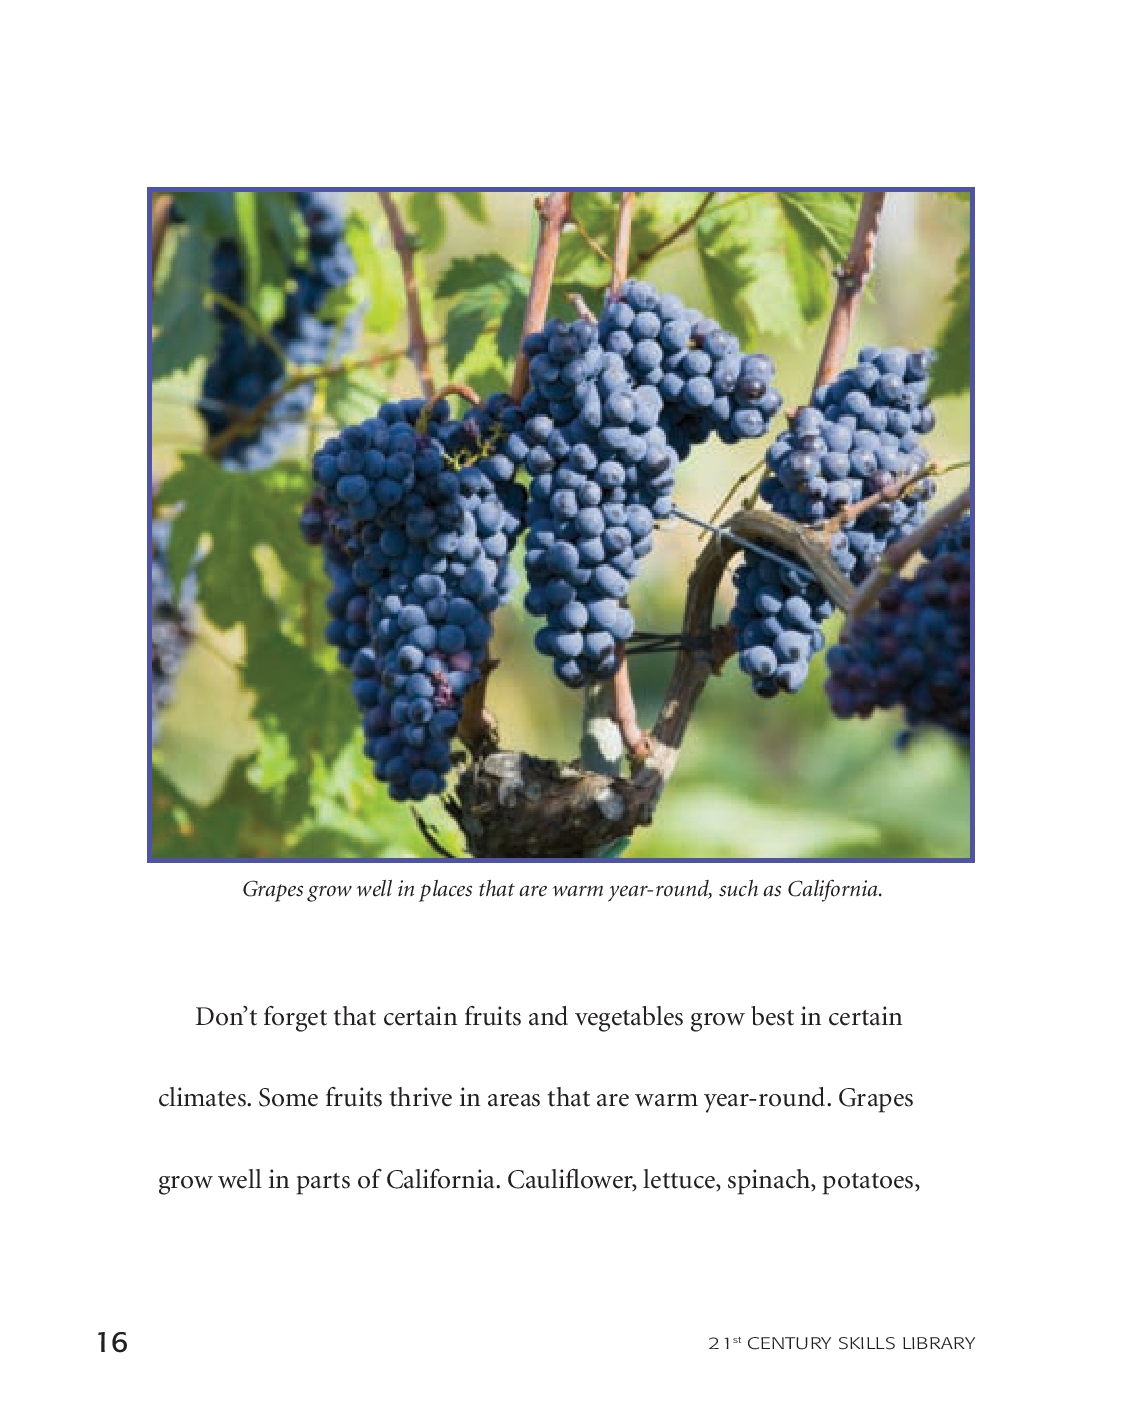 Grapes grow well in places that are warm year-round, such as California.
Don’t forget that certain fruits and vegetables grow best in certain
climates. Some fruits thrive in areas that are warm year-round. Grapes
grow well in parts of California. Cauliflower, lettuce, spinach, potatoes,
16
21st CENTURY SKILLS LIBRARY